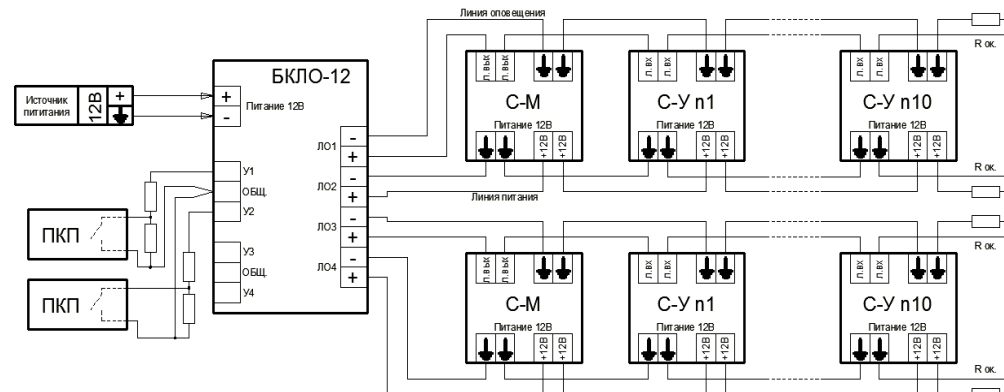 Линия оповещения
R ок.
БКЛО-12
Источник
питания
12В
+
+
-
Питание 12В
ЛО1
-
+
ЛО2
-
+
ЛО3
-
+
ЛО4
-
+
У1
ОБЩ.
У2
У3
ОБЩ.
У4
ПКП
ПКП
Л.ВЫХ
Л.ВЫХ
С-М
Питание 12В
+12В
+12В
Л.ВХ
Л.ВХ
С-У n1
Питание 12В
+12В
+12В
Л.ВХ
Л.ВХ
С-У n10
Питание 12В
+12В
+12В
R ок.
Линия питания
R ок.
Л.ВЫХ
Л.ВЫХ
С-М
Питание 12В
+12В
+12В
Л.ВХ
Л.ВХ
С-У n1
Питание 12В
+12В
+12В
Л.ВХ
Л.ВХ
С-У n10
Питание 12В
+12В
+12В
R ок.